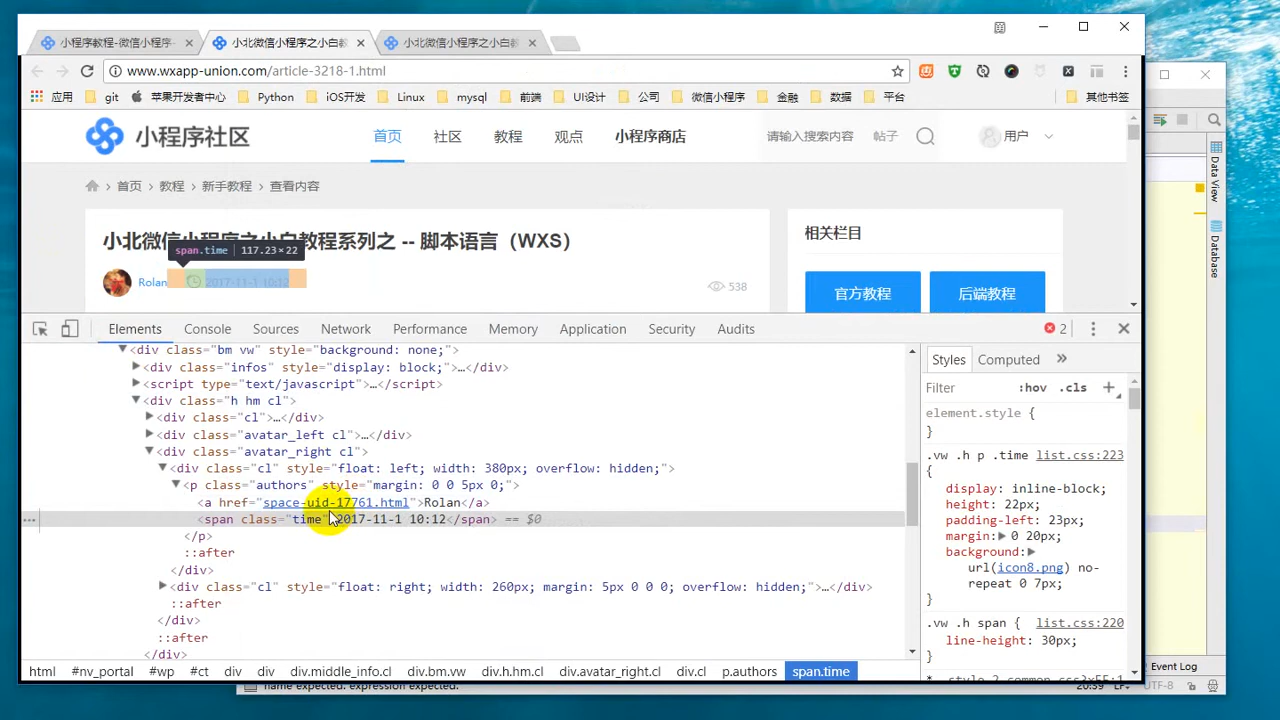 小程序教程-微信小程序-
小北微信小程序之小白教
小北微信小程序之小白教
www.wxapp-union.com/article-3218-1.html
应用 git 苹果开发者中心 Python iOS开发 Linux mysql 前端 UI设计 公司 微信小程序 金融 数据 平台 其他书签
小程序社区 首页 社区 教程 观点 小程序商店 请输入搜索内容 帖子 用户
首页 > 教程 > 新手教程 > 查看内容
小北微信小程序之小白教程系列之 -- 脚本语言（WXS）
span.time | 117.23×22
Rolan 2017-11-1 10:12 538
相关栏目
官方教程 后端教程
Data View
Database
Elements Console Sources Network Performance Memory Application Security Audits 2
<div class="bm vw" style="background: none;">
<div class="infos" style="display: block;">…</div>
<script type="text/javascript">…</script>
<div class="h hm cl">
<div class="cl">…</div>
<div class="avatar_left cl">…</div>
<div class="avatar_right cl">
<div class="cl" style="float: left; width: 380px; overflow: hidden;">
<p class="authors" style="margin: 0 0 5px 0;">
<a href="space-uid-17761.html">Rolan</a>
<span class="time">2017-11-1 10:12</span> == $0
</p>
::after
</div>
<div class="cl" style="float: right; width: 260px; margin: 5px 0 0 0; overflow: hidden;">…</div>
::after
</div>
::after
</div>
Styles Computed
Filter :hov .cls
element.style {
}
.vw .h p .time list.css:223
{
display: inline-block;
height: 22px;
padding-left: 23px;
margin: 0 20px;
background:
url(icon8.png) no-
repeat 0 7px;
}
.vw .h span { list.css:220
line-height: 30px;
}
html #nv_portal #wp #ct div div div.middle_info.cl div.bm.vw div.h.hm.cl div.avatar_right.cl div.cl p.authors span.time
Event Log
name expected. expression expected.
20:39 LF UTF-8